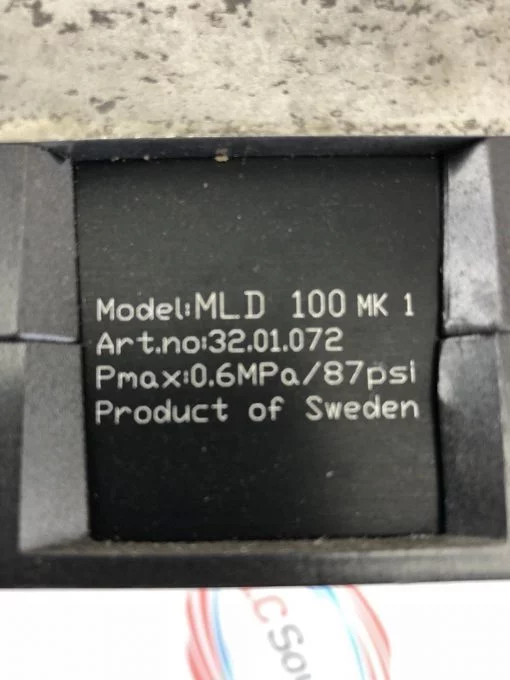 Model:MLD 100 MK 1
Art.no:32.01.072
Pmax:0.6MPa/87psi
Product of Sweden